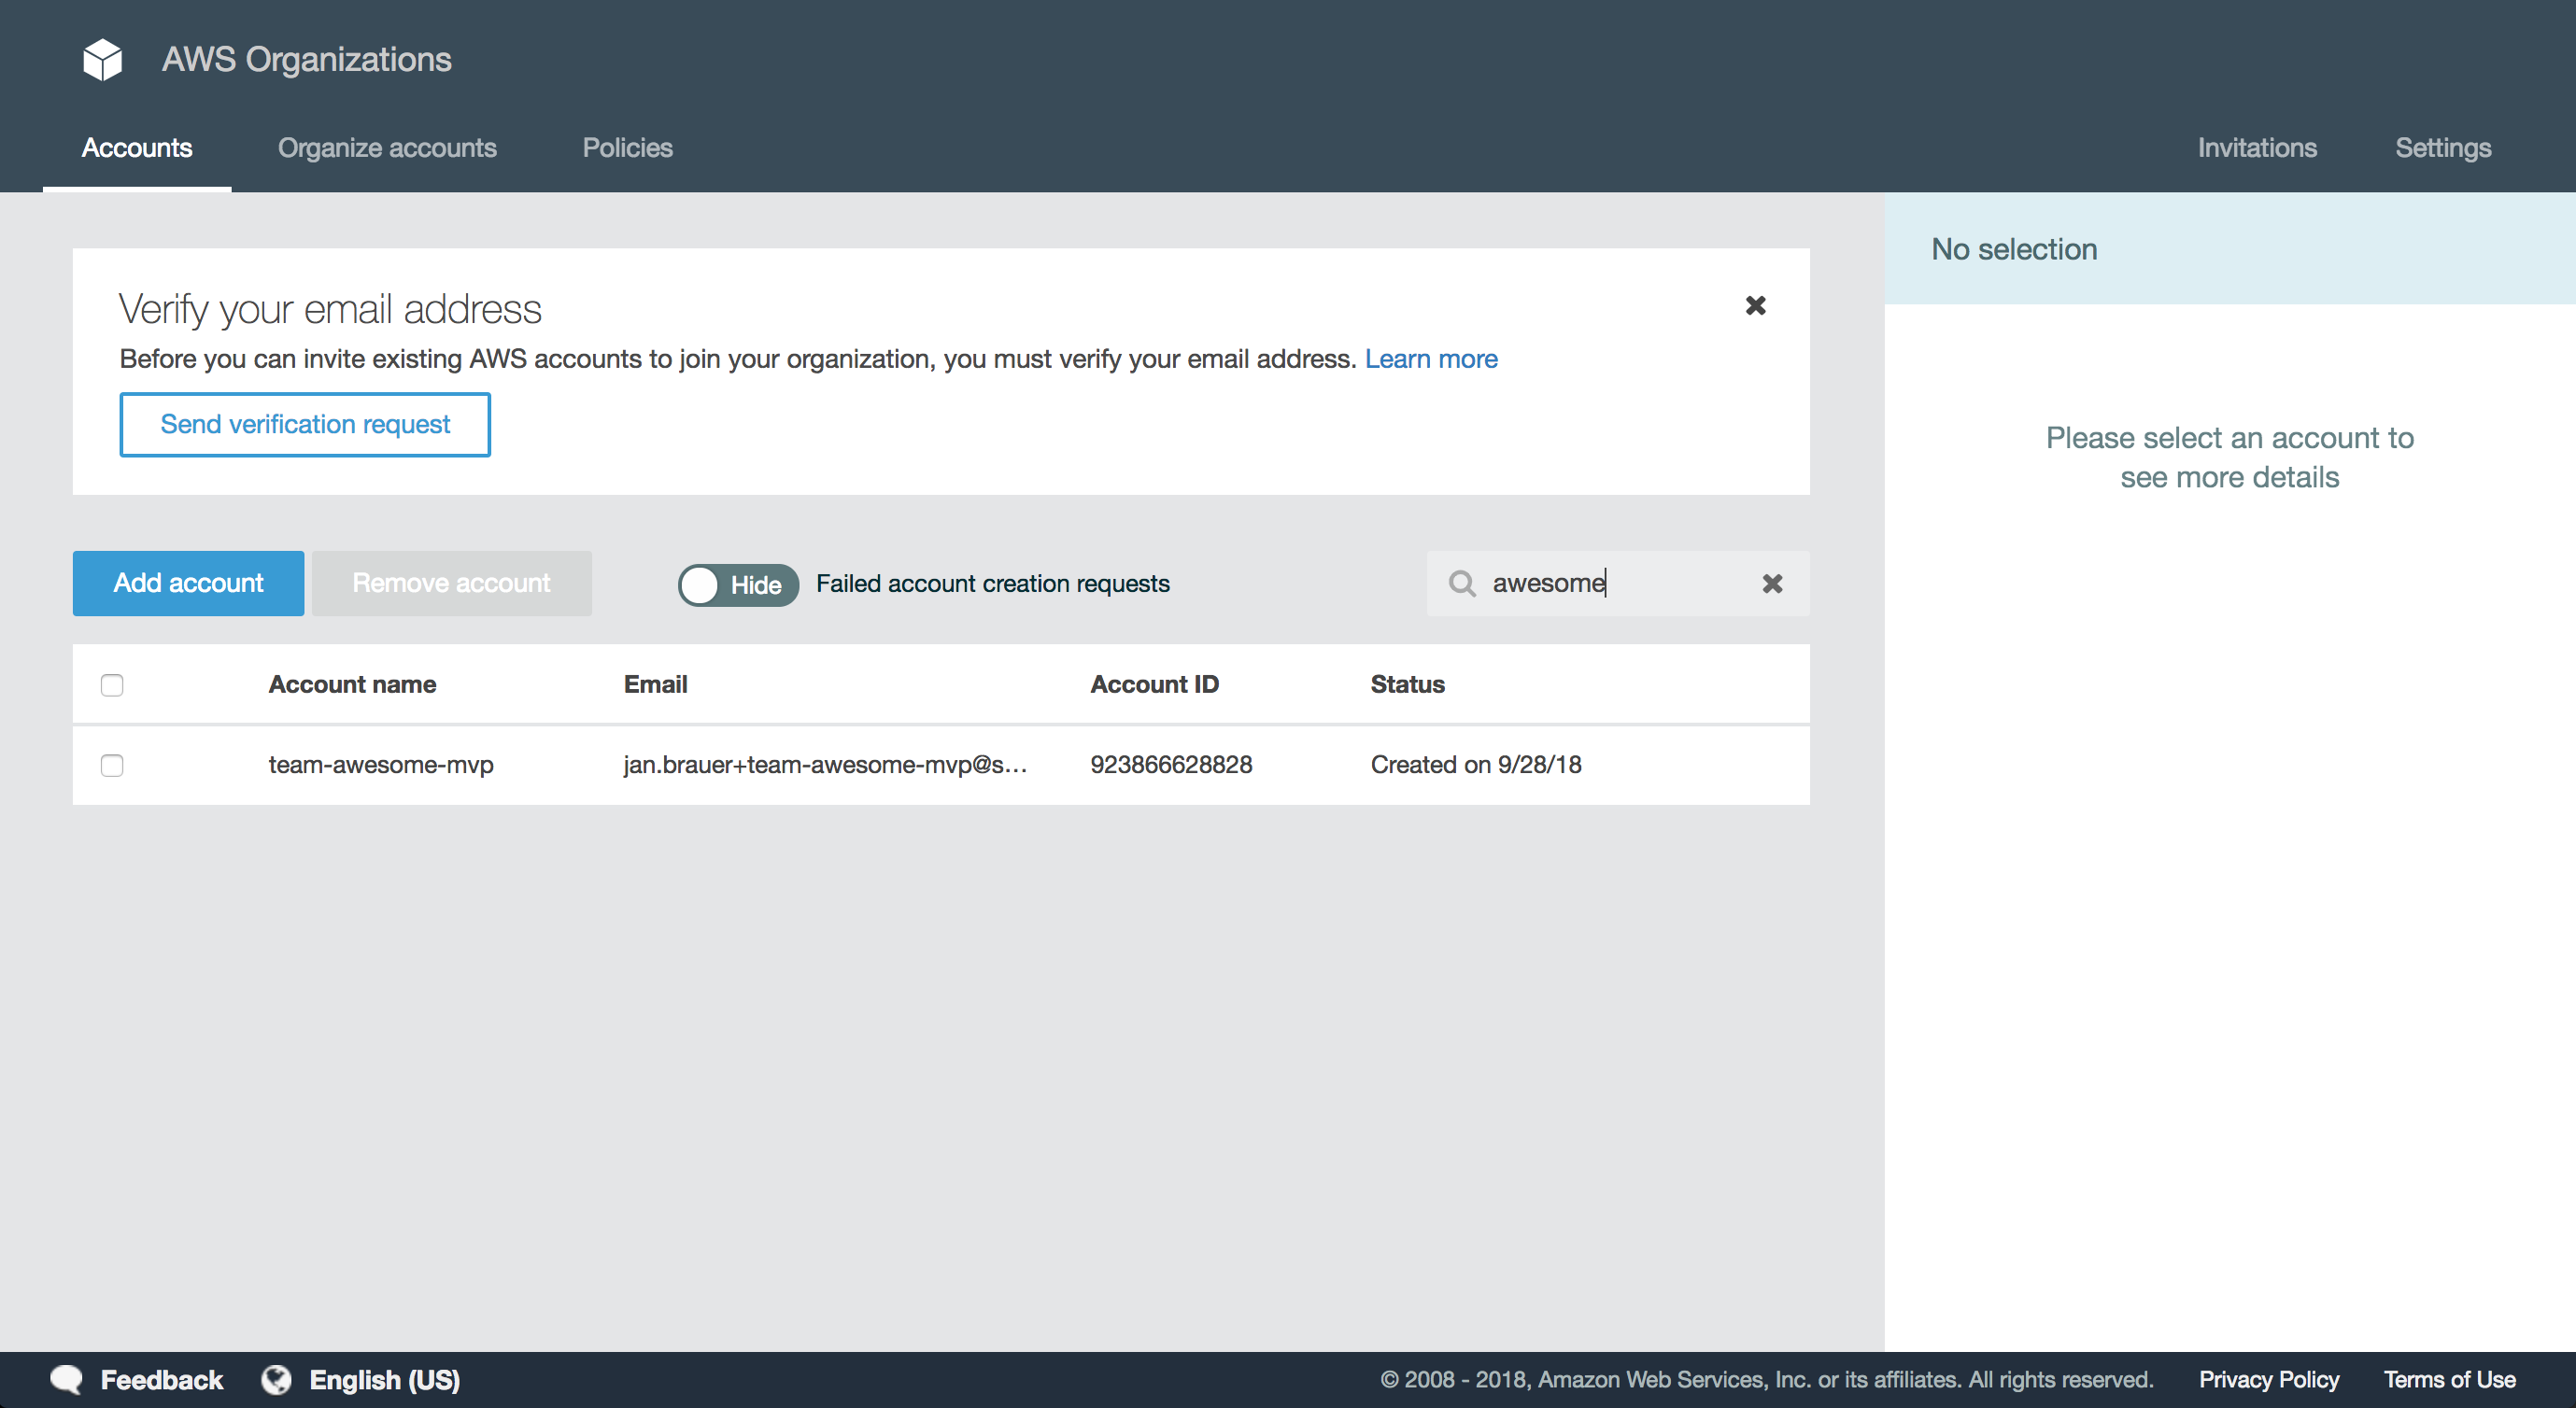 AWS Organizations
Accounts
Organize accounts
Policies
Invitations
Settings
Verify your email address
Before you can invite existing AWS accounts to join your organization, you must verify your email address. Learn more
Send verification request
No selection
Please select an account to
see more details
Add account
Remove account
Hide
Failed account creation requests
awesome
Account name
Email
Account ID
Status
team-awesome-mvp
jan.brauer+team-awesome-mvp@s...
923866628828
Created on 9/28/18
Feedback
English (US)
© 2008 - 2018, Amazon Web Services, Inc. or its affiliates. All rights reserved.
Privacy Policy
Terms of Use